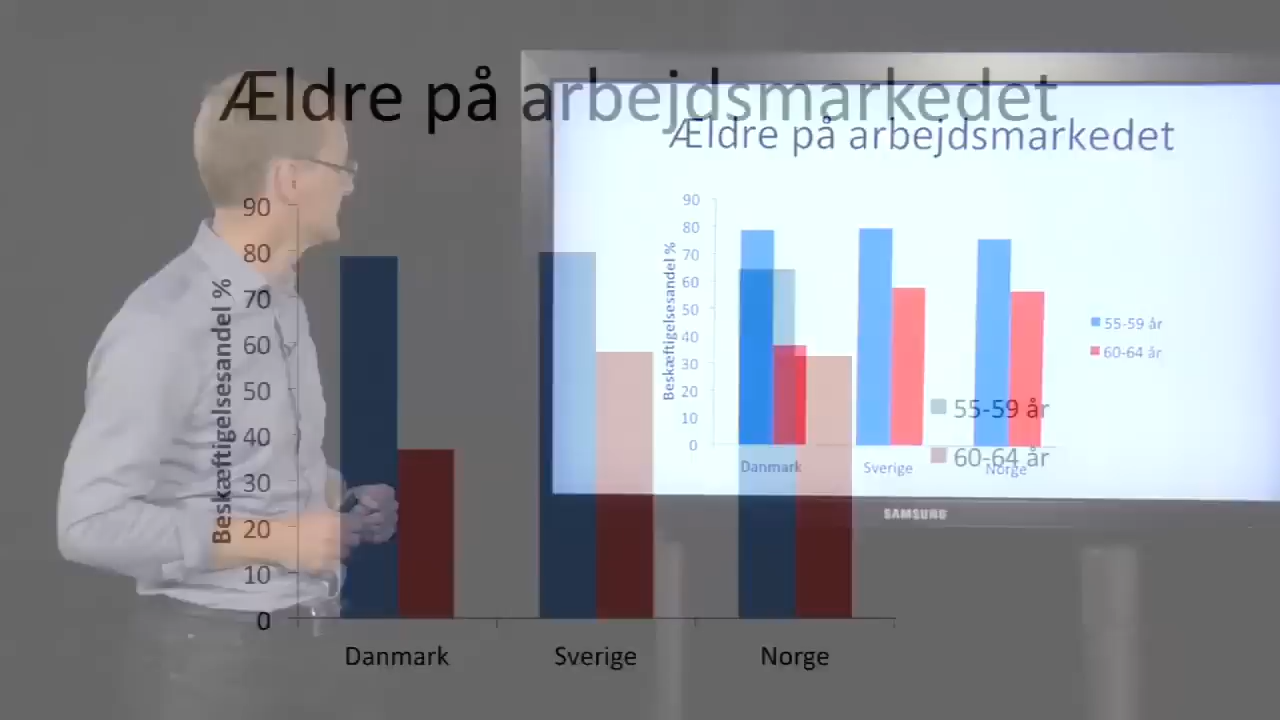 Ældre på arbejdsmarkedet
Ældre på arbejdsmarkedet
90
80
70
60
50
40
30
20
10
0
Beskæftigelsesandel %
Danmark
Sverige
Norge
55-59 år
60-64 år
90
80
70
60
50
40
30
20
10
0
Beskæftigelsesandel %
Danmark
Sverige
Norge
55-59 år
60-64 år
SAMSUNG